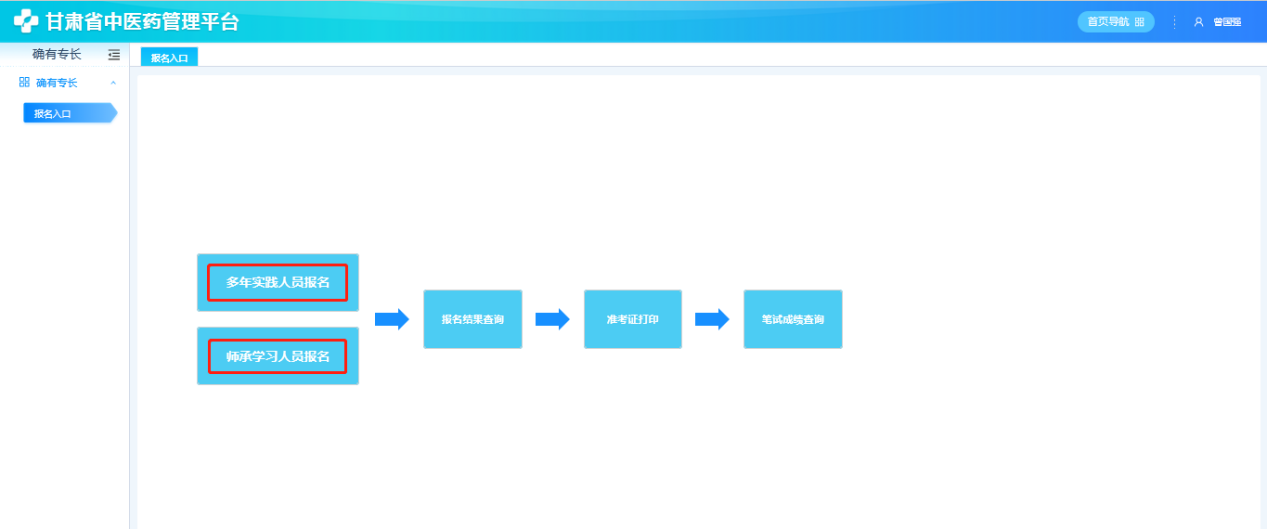 甘肃省中医药管理平台
首页导航
曾国强
确有专长
报名入口
确有专长
报名入口
多年实践人员报名
师承学习人员报名
报名结果查询
准考证打印
笔试成绩查询